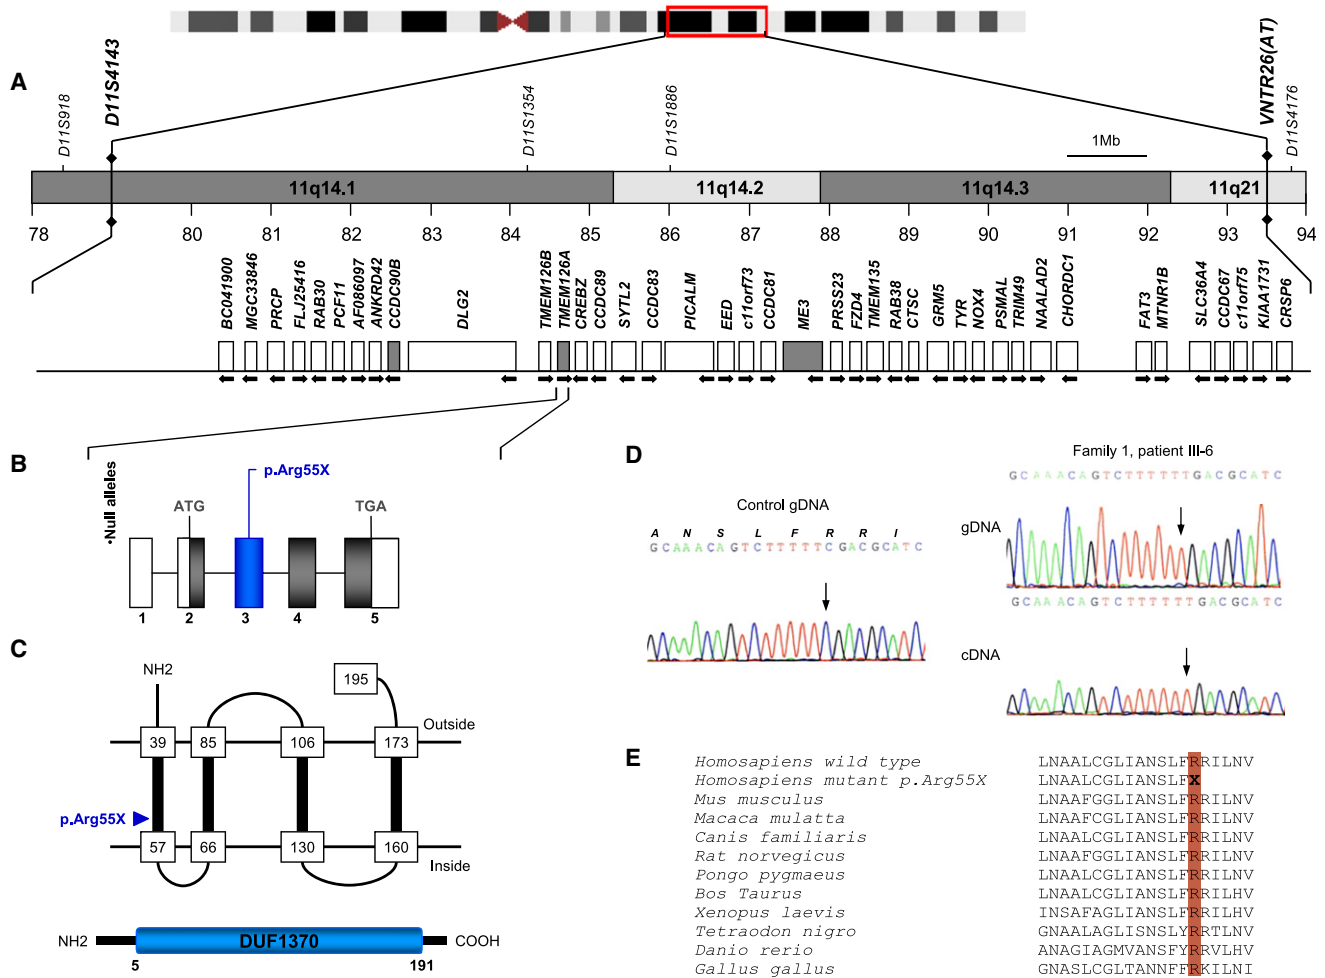 A
D11S918
D11S4143
D11S1354
D11S1886
VNTR26(AT)
D11S4176
1Mb
11q14.1
11q14.2
11q14.3
11q21
78 80 81 82 83 84 85 86 87 88 89 90 91 92 93 94
BC041900
MGC33846
PRCP
FLJ25416
RAB30
PCF11
AF086097
ANKRD42
CCDC90B
DLG2
TMEM126B
TMEM126A
CREBZ
CCDC89
SYTL2
CCDC83
PICALM
EED
c11orf73
CCDC81
ME3
PRSS23
FZD4
TMEM135
RAB38
CTSC
GRM5
TYR
NOX4
PSMAL
TRIM49
NAALAD2
CHORDC1
FAT3
MTNR1B
SLC36A4
CCDC67
c11orf75
KIAA1731
CRSP6
B
•Null alleles
p.Arg55X
ATG
TGA
1 2 3 4 5
C
NH2
195
39 85 106 173
Outside
p.Arg55X
57 66 130 160
Inside
NH2 DUF1370 COOH
5 191
D
Control gDNA
A N S L F R R I
GCAAACAGTCTTTTTCGACGCATC
Family 1, patient III-6
GCAAACAGTCTTTTTTGACGCATC
gDNA
GCAAACAGTCTTTTTTGACGCATC
cDNA
E
Homosapiens wild type LNAALCGLIANSLFRRILNV
Homosapiens mutant p.Arg55X LNAALCGLIANSLFX
Mus musculus LNAAFGGLIANSLFRRILNV
Macaca mulatta LNAAFCGLIANSLFRRILNV
Canis familiaris LNAALCGLIANSLFRRILNV
Rat norvegicus LNAAFGGLIANSLFRRILNV
Pongo pygmaeus LNAALCGLIANSLFRRILNV
Bos Taurus LNAALCGLIANSLFRRILHV
Xenopus laevis INSAFAGLIANSLFRRILHV
Tetraodon nigro GNAALAGLISNSLYRRTLNV
Danio rerio ANAGIAGMVANSFYRRVLHV
Gallus gallus GNASLCGLTANNFFRKILNI